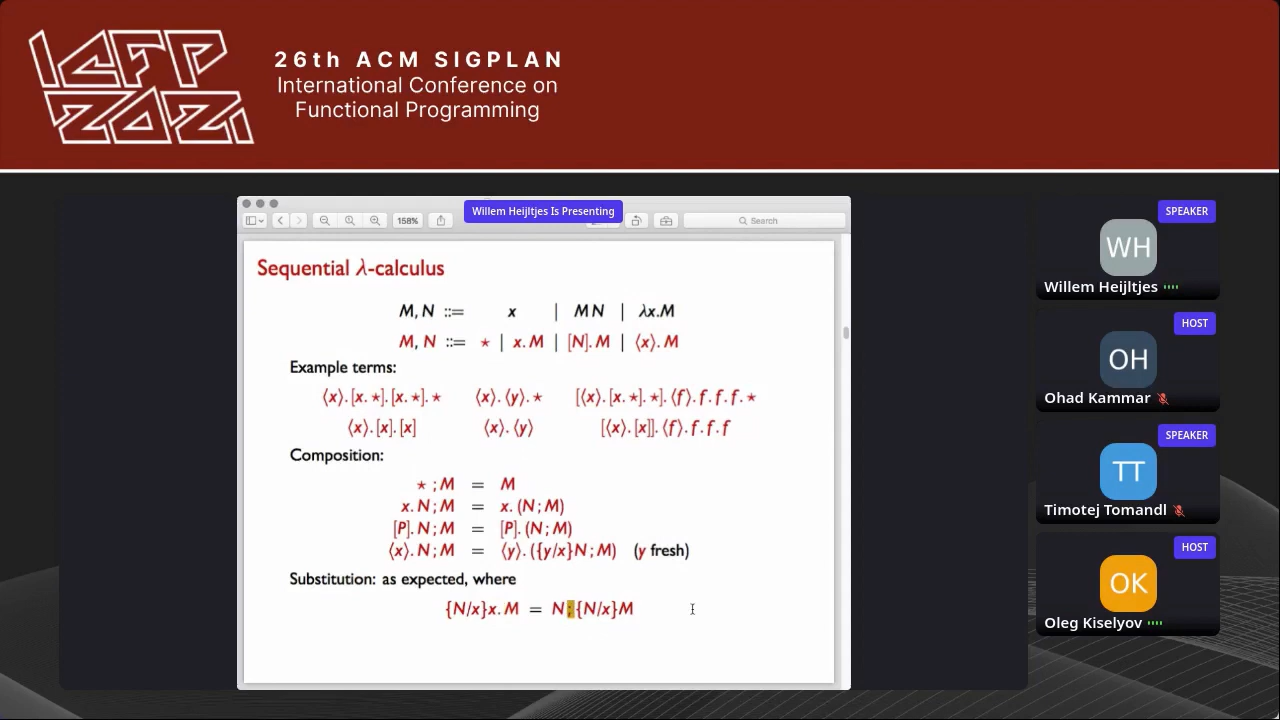 ICFP
2021
26th ACM SIGPLAN
International Conference on
Functional Programming
Willem Heijltjes Is Presenting
158%
Search
Sequential λ-calculus
M, N ::= x | M N | λx.M
M, N ::= ⋆ | x. M | [N]. M | ⟨x⟩. M
Example terms:
⟨x⟩. [x. ⋆]. [x. ⋆]. ⋆ ⟨x⟩. ⟨y⟩. ⋆ [⟨x⟩. [x. ⋆]. ⋆]. ⟨f⟩. f. f. f. ⋆
⟨x⟩. [x]. [x] ⟨x⟩. ⟨y⟩ [⟨x⟩. [x]]. ⟨f⟩. f. f. f
Composition:
⋆ ; M = M
x. N ; M = x. (N ; M)
[P]. N ; M = [P]. (N ; M)
⟨x⟩. N ; M = ⟨y⟩. ({y/x}N ; M) (y fresh)
Substitution: as expected, where
{N/x}x. M = N ; {N/x}M
SPEAKER
WH
Willem Heijltjes
HOST
OH
Ohad Kammar
SPEAKER
TT
Timotej Tomandl
HOST
OK
Oleg Kiselyov